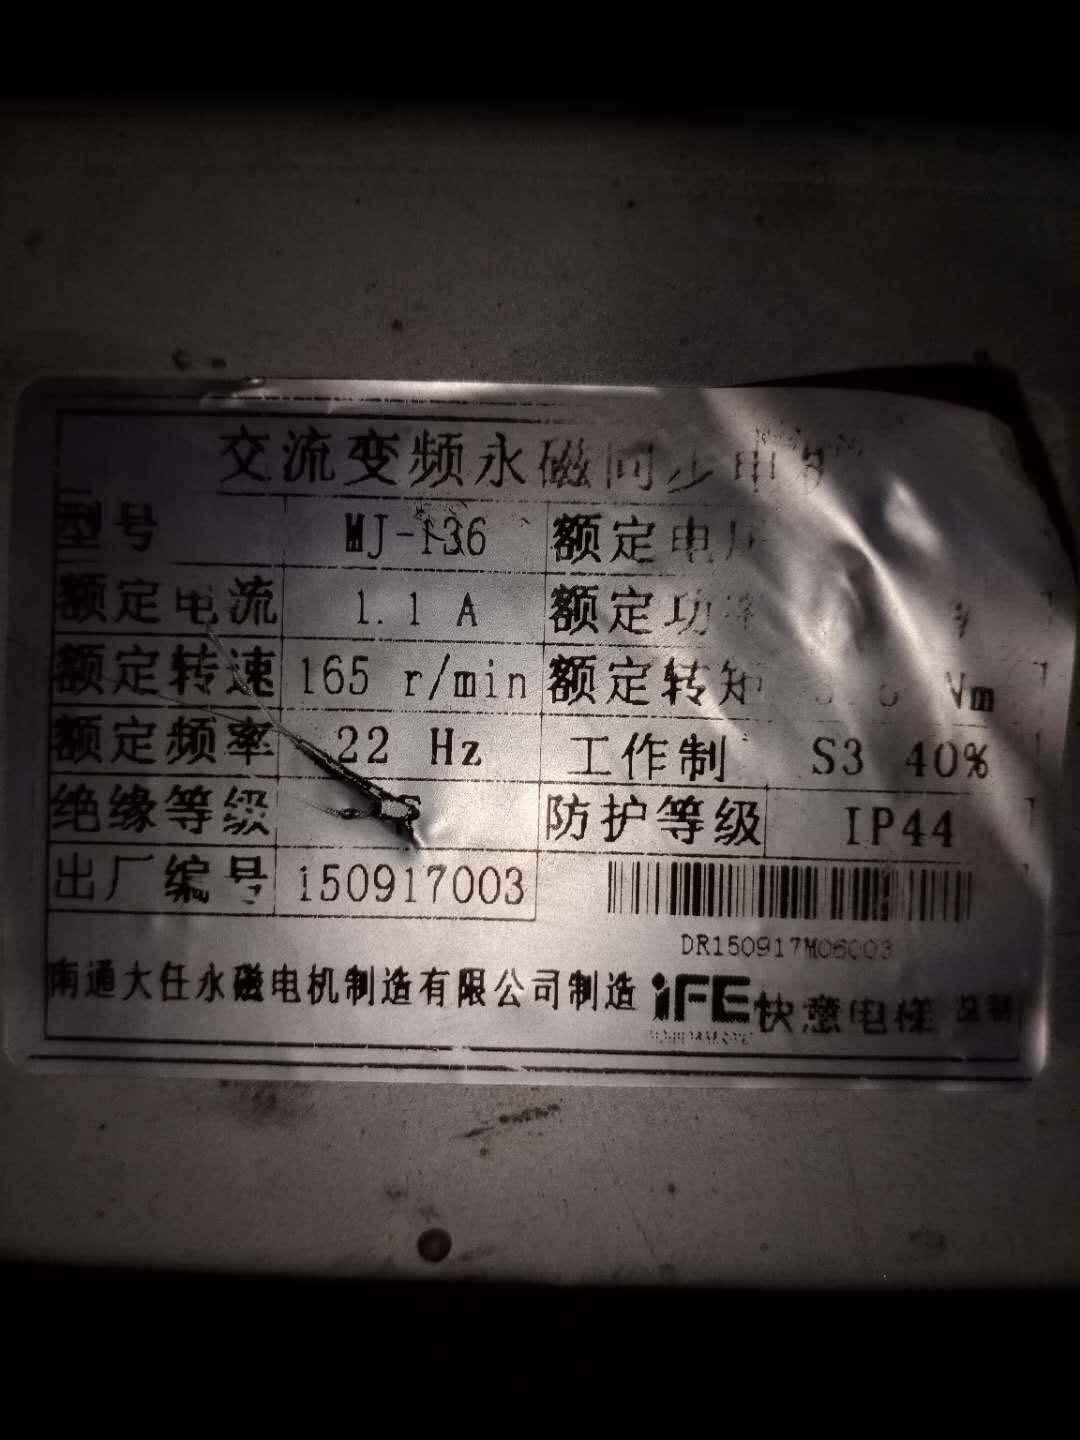 交流变频永磁同步电
型号 MJ-136 额定电
额定电流 1.1 A 额定功
额定转速 165 r/min 额定转 Nm
额定频率 22 Hz 工作制 S3 40%
绝缘等级 防护等级 IP44
出厂编号 150917003
DR150917M06003
南通大任永磁电机制造有限公司制造 iFE 快意电梯 监制